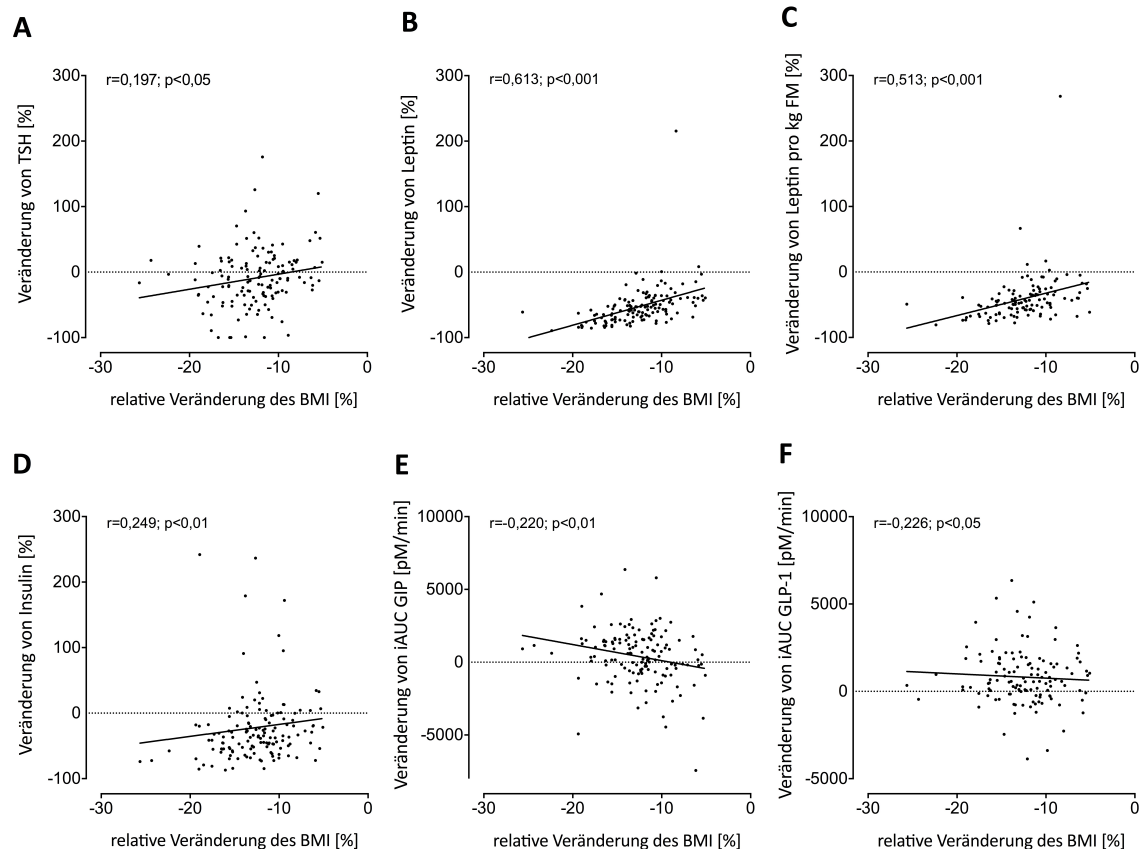 A
r=0,197; p<0,05
Veränderung von TSH [%]
300
200
100
0
-100
-30
-20
-10
0
relative Veränderung des BMI [%]
B
r=0,613; p<0,001
Veränderung von Leptin [%]
300
200
100
0
-100
-30
-20
-10
0
relative Veränderung des BMI [%]
C
r=0,513; p<0,001
Veränderung von Leptin pro kg FM [%]
300
200
100
0
-100
-30
-20
-10
0
relative Veränderung des BMI [%]
D
r=0,249; p<0,01
Veränderung von Insulin [%]
300
200
100
0
-100
-30
-20
-10
0
relative Veränderung des BMI [%]
E
r=-0,220; p<0,01
Veränderung von iAUC GIP [pM/min]
10000
5000
0
-5000
-30
-20
-10
0
relative Veränderung des BMI [%]
F
r=-0,226; p<0,05
Veränderung von iAUC GLP-1 [pM/min]
10000
5000
0
-5000
-30
-20
-10
0
relative Veränderung des BMI [%]